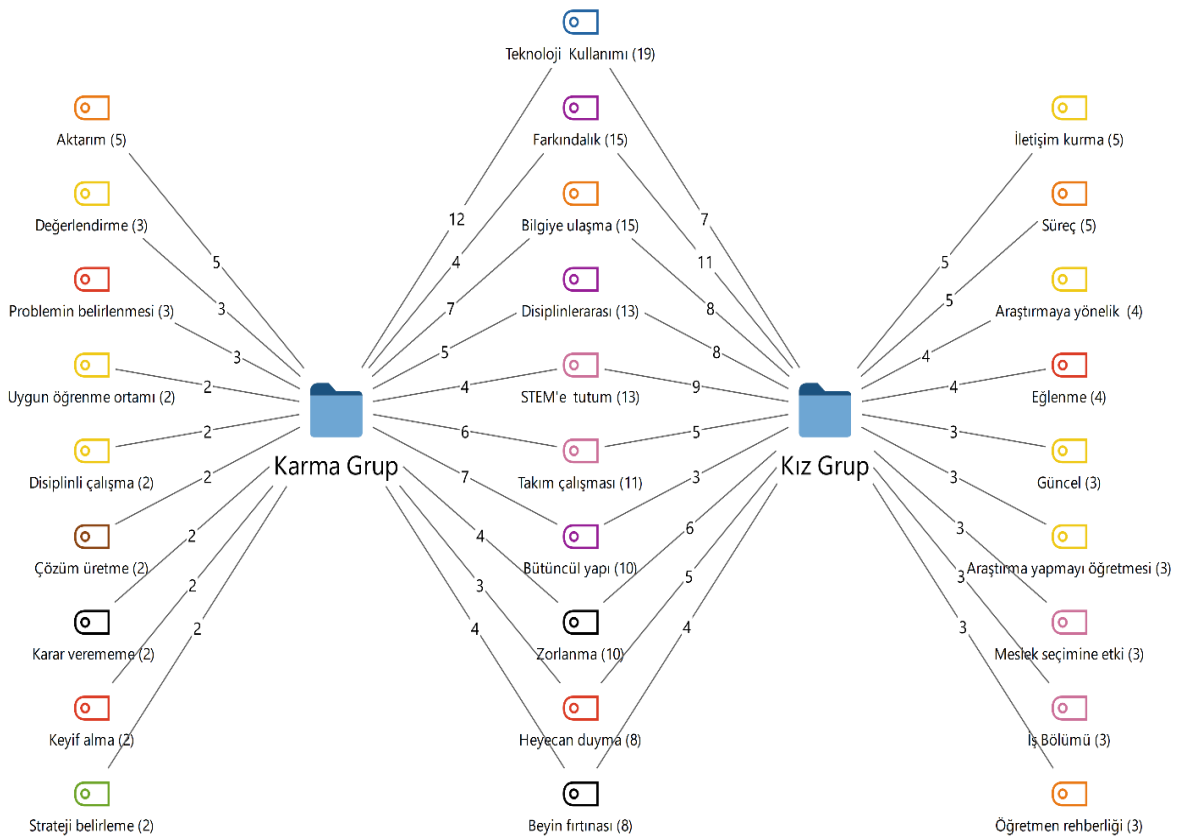 Teknoloji Kullanımı (19)
Aktarım (5)
Farkındalık (15)
İletişim kurma (5)
12
7
Değerlendirme (3)
Bilgiye ulaşma (15)
Süreç (5)
5
4
11
5
Problemin belirlenmesi (3)
Disiplinlerarası (13)
Araştırmaya yönelik (4)
3
7
8
5
3
5
8
4
Uygun öğrenme ortamı (2)
2
4
STEM'e tutum (13)
9
4
Eğlenme (4)
2
6
5
3
Karma Grup
Kız Grup
Disiplinli çalışma (2)
Takım çalışması (11)
Güncel (3)
2
7
3
3
2
4
6
3
Çözüm üretme (2)
Bütüncül yapı (10)
Araştırma yapmayı öğretmesi (3)
2
3
5
3
2
4
4
3
Karar verememe (2)
Zorlanma (10)
Meslek seçimine etki (3)
Keyif alma (2)
Heyecan duyma (8)
İş Bölümü (3)
Strateji belirleme (2)
Beyin fırtınası (8)
Öğretmen rehberliği (3)